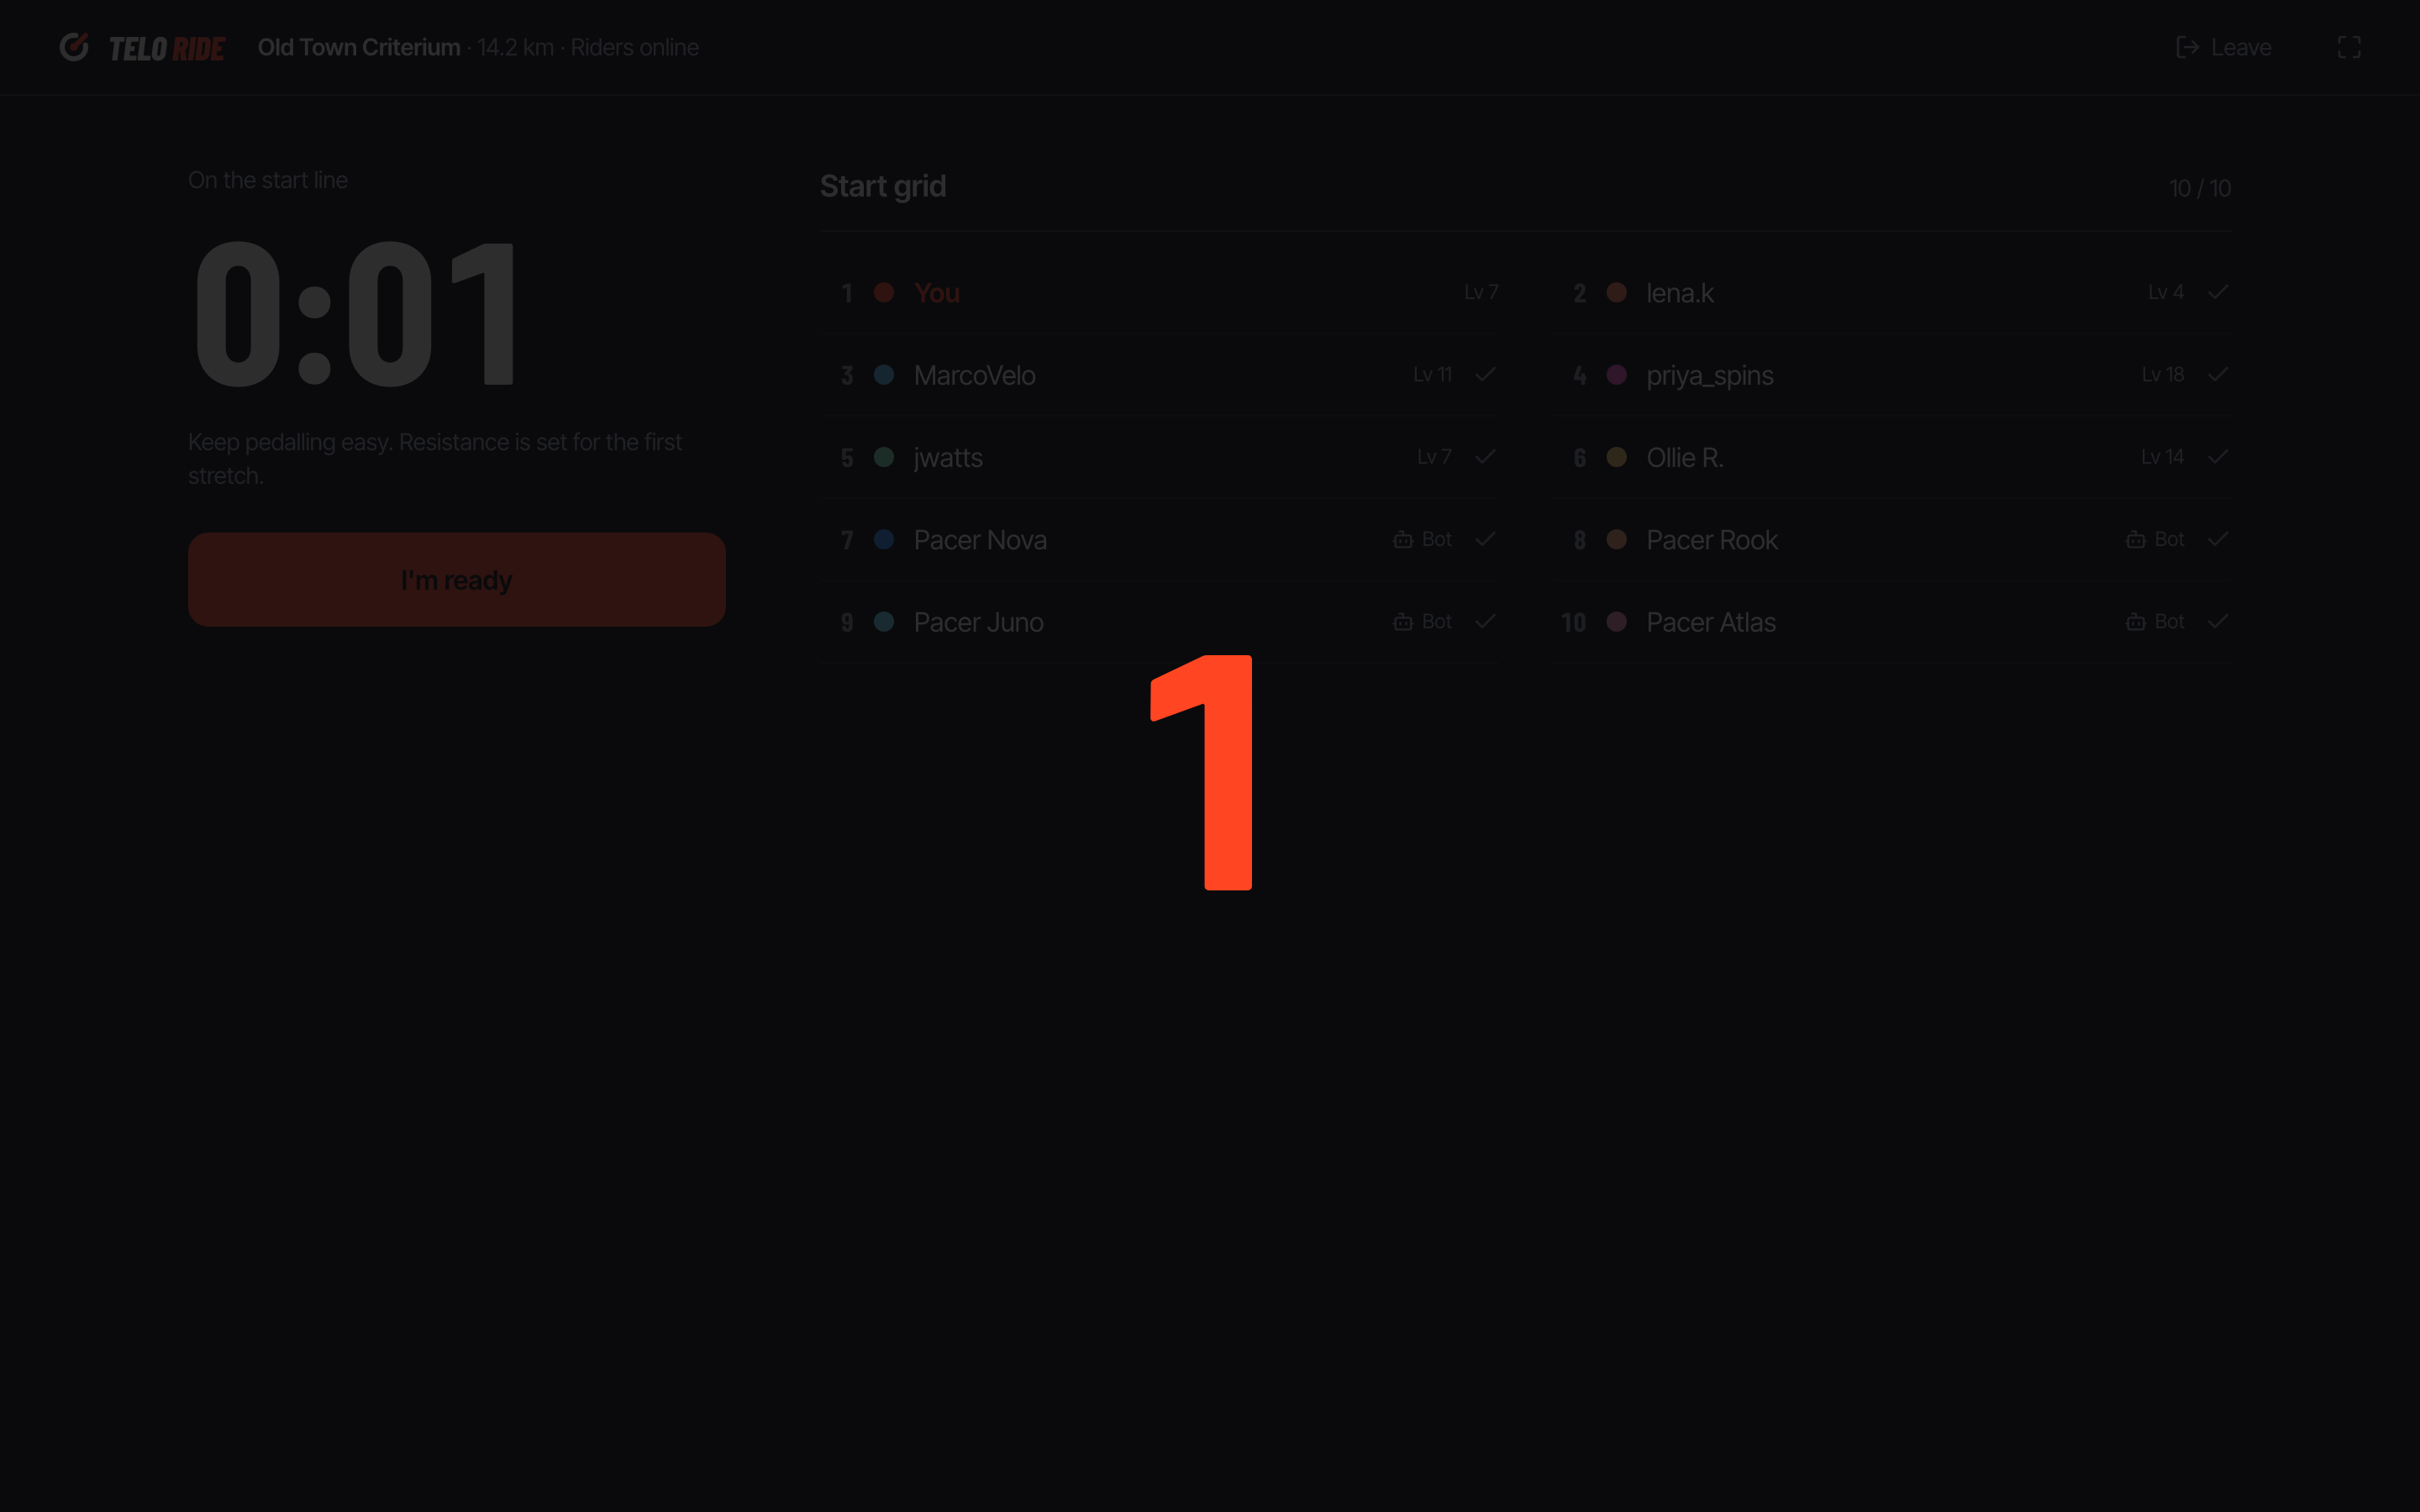 TELO RIDE Old Town Criterium · 14.2 km · Riders online Leave
On the start line
0:01
Keep pedalling easy. Resistance is set for the first
stretch.
I'm ready
Start grid 10 / 10
1 You Lv 7
2 lena.k Lv 4
3 MarcoVelo Lv 11
4 priya_spins Lv 18
5 jwatts Lv 7
6 Ollie R. Lv 14
7 Pacer Nova Bot
8 Pacer Rook Bot
9 Pacer Juno Bot
10 Pacer Atlas Bot
1